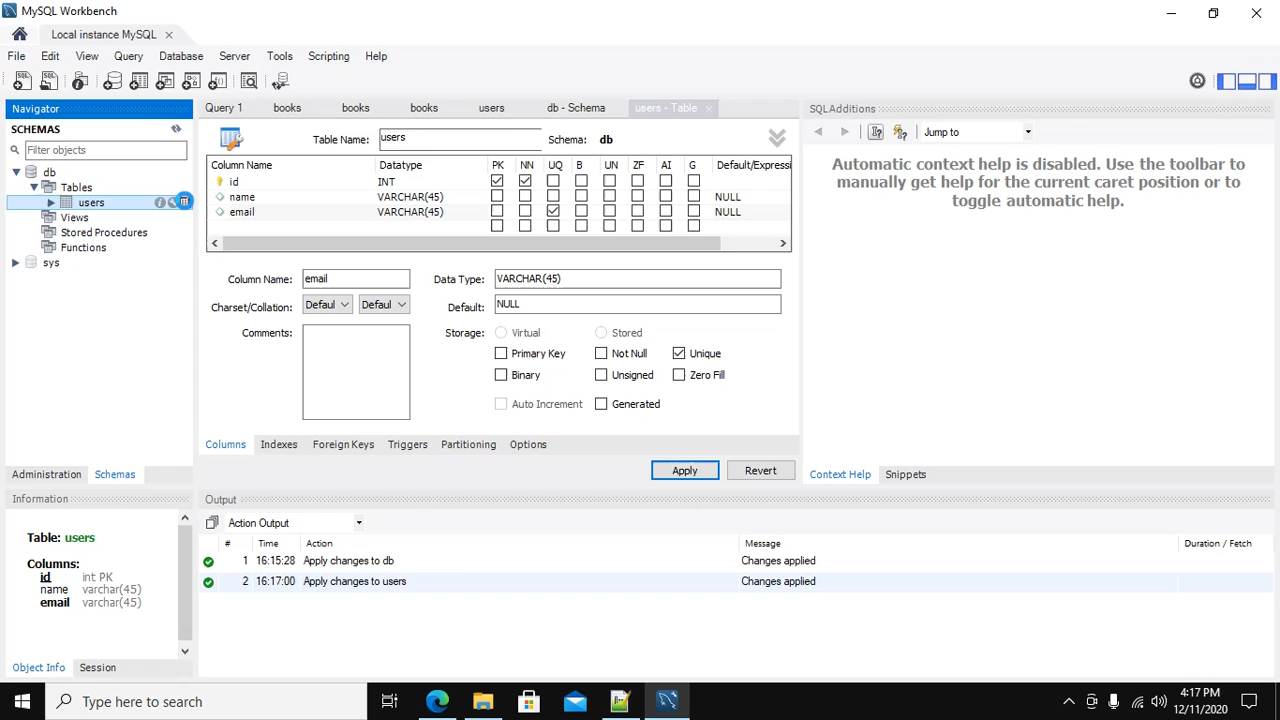 MySQL Workbench
Local instance MySQL
File Edit View Query Database Server Tools Scripting Help
Navigator
SCHEMAS
Filter objects
db
Tables
users
Views
Stored Procedures
Functions
sys
Administration Schemas
Information
Table: users
Columns:
id int PK
name varchar(45)
email varchar(45)
Object Info Session
Query 1 books books books users db - Schema users - Table
Table Name: users Schema: db
Column Name Datatype PK NN UQ B UN ZF AI G Default/Expressi
id INT
name VARCHAR(45) NULL
email VARCHAR(45) NULL
Column Name: email Data Type: VARCHAR(45)
Charset/Collation: Defaul Defaul Default: NULL
Comments: Storage: Virtual Stored
Primary Key Not Null Unique
Binary Unsigned Zero Fill
Auto Increment Generated
Columns Indexes Foreign Keys Triggers Partitioning Options
Apply Revert
SQLAdditions
Jump to
Automatic context help is disabled. Use the toolbar to
manually get help for the current caret position or to
toggle automatic help.
Context Help Snippets
Output
Action Output
# Time Action Message Duration / Fetch
1 16:15:28 Apply changes to db Changes applied
2 16:17:00 Apply changes to users Changes applied
Type here to search
4:17 PM
12/11/2020